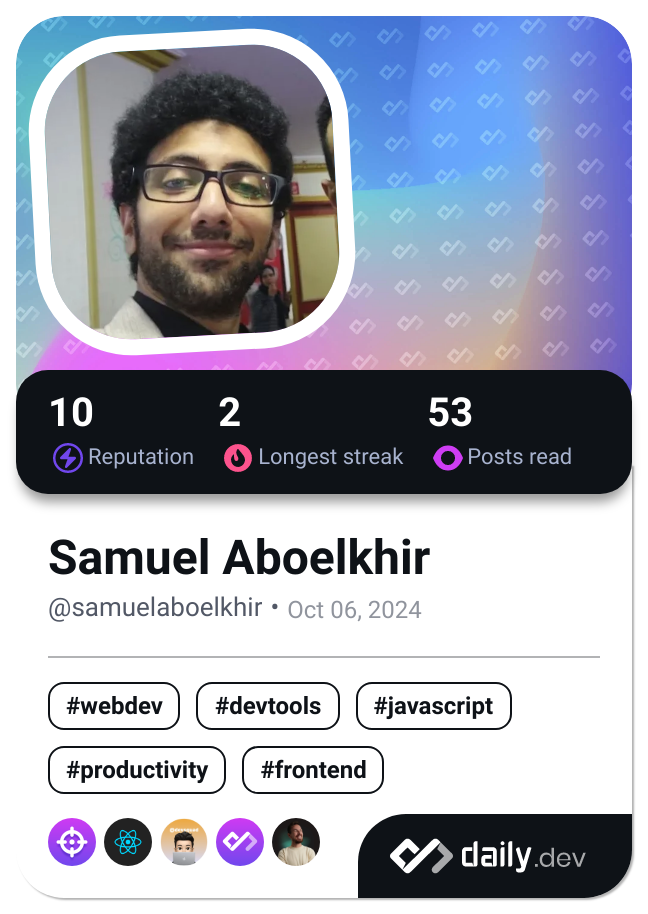 10 2 53
Reputation Longest streak Posts read
Samuel Aboelkhir
@samuelaboelkhir • Oct 06, 2024
#webdev #devtools #javascript
#productivity #frontend
daily.dev